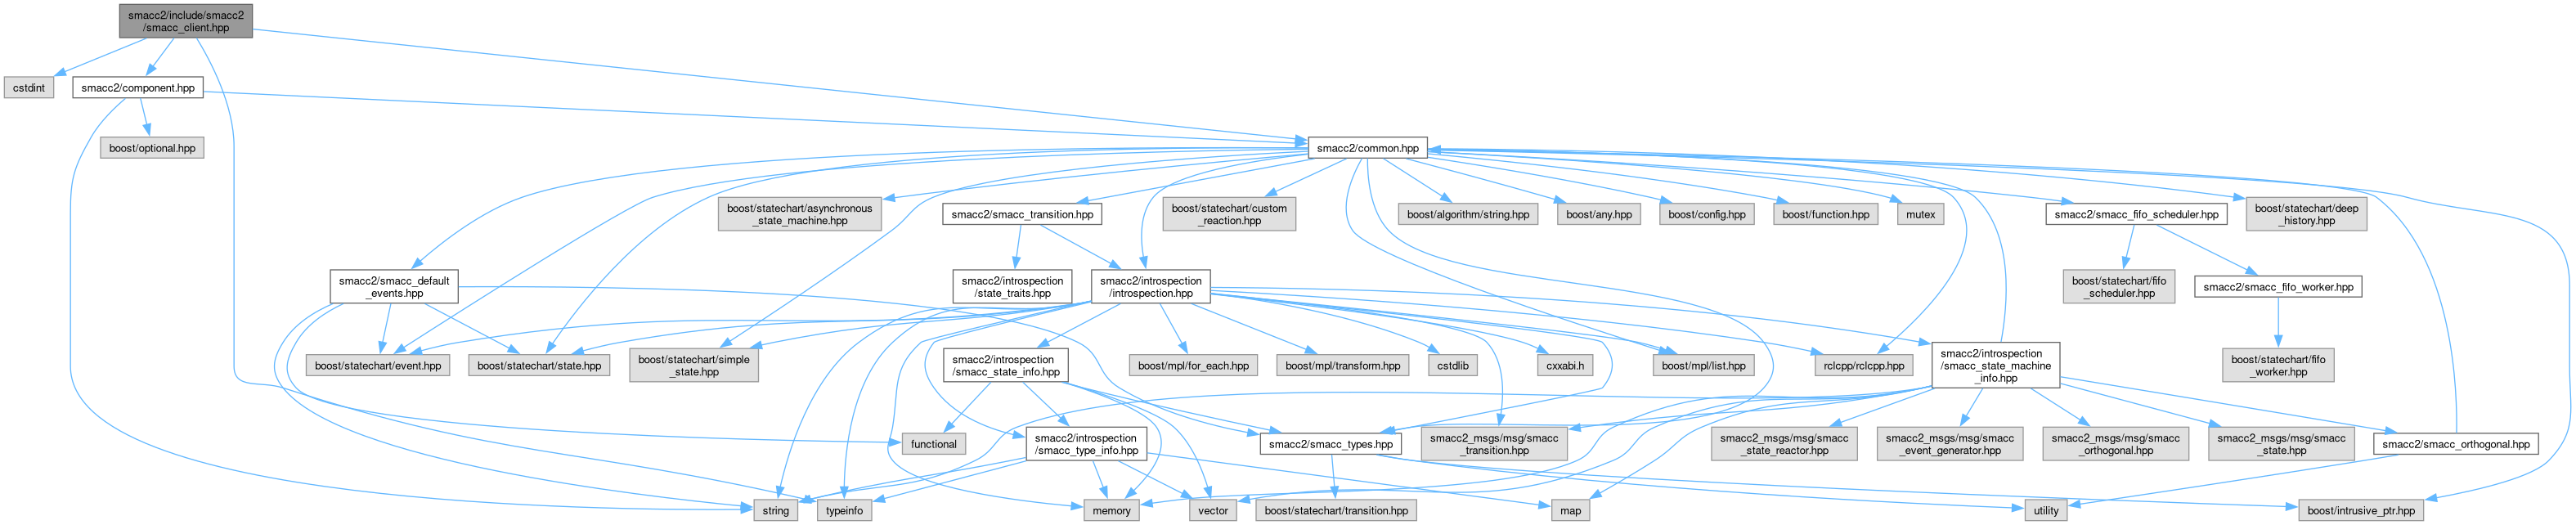 smacc2/include/smacc2
/smacc_client.hpp
cstdint
smacc2/component.hpp
boost/optional.hpp
smacc2/common.hpp
boost/statechart/asynchronous
_state_machine.hpp
smacc2/smacc_transition.hpp
boost/statechart/custom
_reaction.hpp
boost/algorithm/string.hpp
boost/any.hpp
boost/config.hpp
boost/function.hpp
mutex
smacc2/smacc_fifo_scheduler.hpp
boost/statechart/deep
_history.hpp
smacc2/smacc_default
_events.hpp
smacc2/introspection
/state_traits.hpp
smacc2/introspection
/introspection.hpp
boost/statechart/fifo
_scheduler.hpp
smacc2/smacc_fifo_worker.hpp
boost/statechart/event.hpp
boost/statechart/state.hpp
boost/statechart/simple
_state.hpp
smacc2/introspection
/smacc_state_info.hpp
boost/mpl/for_each.hpp
boost/mpl/transform.hpp
cstdlib
cxxabi.h
boost/mpl/list.hpp
rclcpp/rclcpp.hpp
smacc2/introspection
/smacc_state_machine
_info.hpp
boost/statechart/fifo
_worker.hpp
functional
smacc2/introspection
/smacc_type_info.hpp
smacc2/smacc_types.hpp
smacc2_msgs/msg/smacc
_transition.hpp
smacc2_msgs/msg/smacc
_state_reactor.hpp
smacc2_msgs/msg/smacc
_event_generator.hpp
smacc2_msgs/msg/smacc
_orthogonal.hpp
smacc2_msgs/msg/smacc
_state.hpp
smacc2/smacc_orthogonal.hpp
string
typeinfo
memory
vector
boost/statechart/transition.hpp
map
utility
boost/intrusive_ptr.hpp